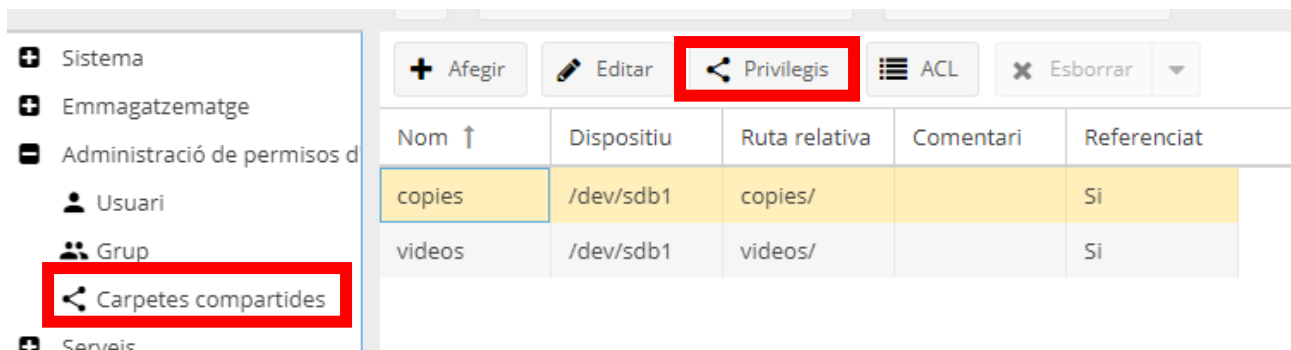 Sistema
Emmagatzematge
Administració de permisos d
Usuari
Grup
Carpetes compartides
Serveis
Afegir Editar Privilegis ACL Esborrar
Nom Dispositiu Ruta relativa Comentari Referenciat
copies /dev/sdb1 copies/ Si
videos /dev/sdb1 videos/ Si